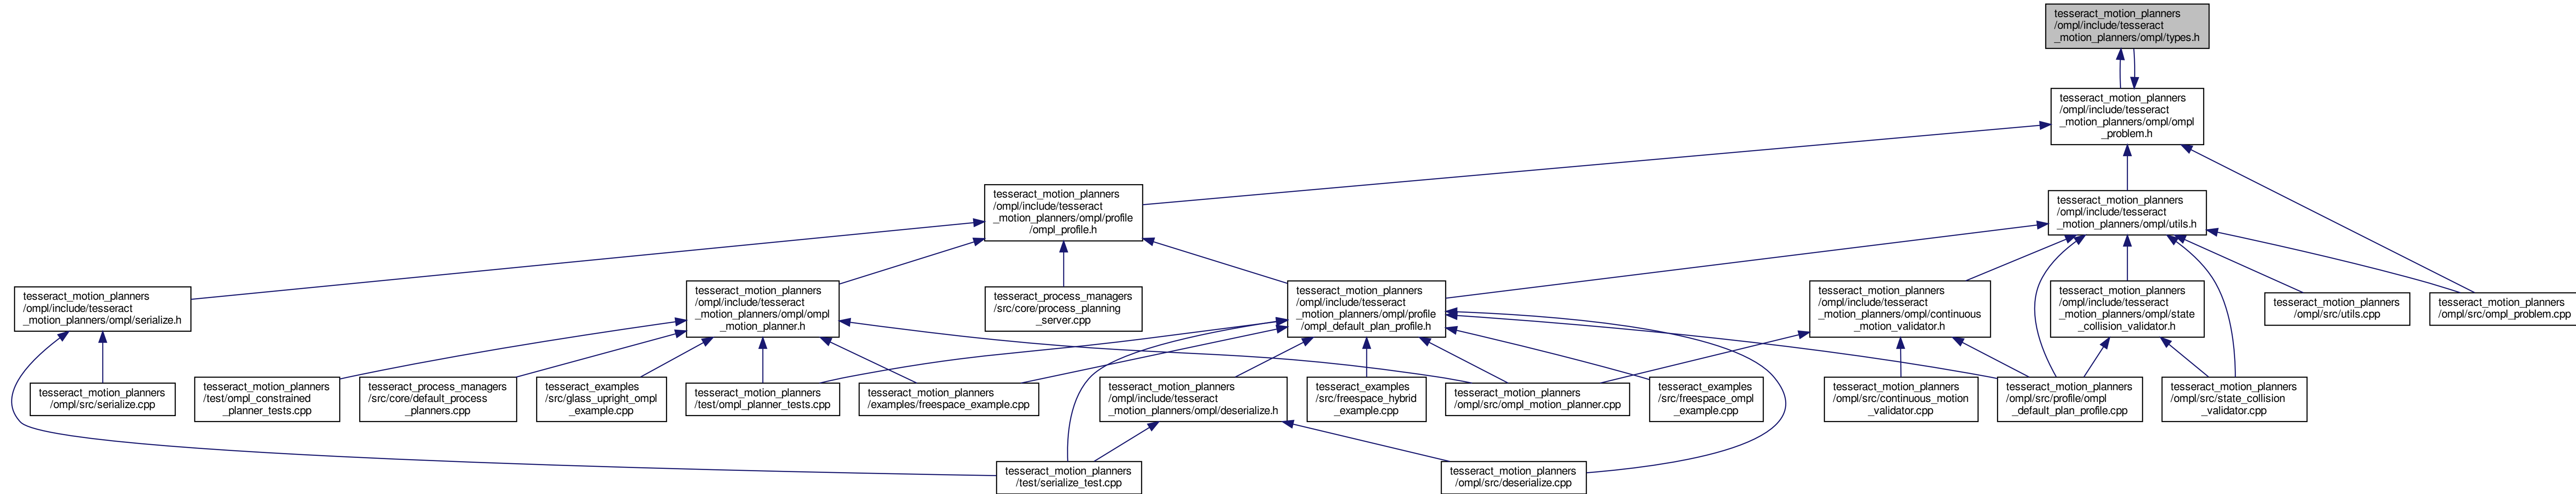 tesseract_motion_planners
/ompl/include/tesseract
_motion_planners/ompl/types.h
tesseract_motion_planners
/ompl/include/tesseract
_motion_planners/ompl/ompl
_problem.h
tesseract_motion_planners
/ompl/include/tesseract
_motion_planners/ompl/profile
/ompl_profile.h
tesseract_motion_planners
/ompl/include/tesseract
_motion_planners/ompl/utils.h
tesseract_motion_planners
/ompl/include/tesseract
_motion_planners/ompl/serialize.h
tesseract_motion_planners
/ompl/include/tesseract
_motion_planners/ompl/ompl
_motion_planner.h
tesseract_process_managers
/src/core/process_planning
_server.cpp
tesseract_motion_planners
/ompl/include/tesseract
_motion_planners/ompl/profile
/ompl_default_plan_profile.h
tesseract_motion_planners
/ompl/include/tesseract
_motion_planners/ompl/continuous
_motion_validator.h
tesseract_motion_planners
/ompl/include/tesseract
_motion_planners/ompl/state
_collision_validator.h
tesseract_motion_planners
/ompl/src/utils.cpp
tesseract_motion_planners
/ompl/src/ompl_problem.cpp
tesseract_motion_planners
/ompl/src/serialize.cpp
tesseract_motion_planners
/test/ompl_constrained
_planner_tests.cpp
tesseract_process_managers
/src/core/default_process
_planners.cpp
tesseract_examples
/src/glass_upright_ompl
_example.cpp
tesseract_motion_planners
/test/ompl_planner_tests.cpp
tesseract_motion_planners
/examples/freespace_example.cpp
tesseract_motion_planners
/ompl/include/tesseract
_motion_planners/ompl/deserialize.h
tesseract_examples
/src/freespace_hybrid
_example.cpp
tesseract_motion_planners
/ompl/src/ompl_motion_planner.cpp
tesseract_examples
/src/freespace_ompl
_example.cpp
tesseract_motion_planners
/ompl/src/continuous_motion
_validator.cpp
tesseract_motion_planners
/ompl/src/profile/ompl
_default_plan_profile.cpp
tesseract_motion_planners
/ompl/src/state_collision
_validator.cpp
tesseract_motion_planners
/test/serialize_test.cpp
tesseract_motion_planners
/ompl/src/deserialize.cpp